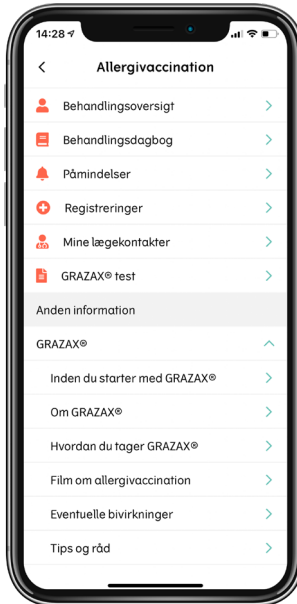 14:28
Allergivaccination
Behandlingsoversigt
Behandlingsdagbog
Påmindelser
Registreringer
Mine lægekontakter
GRAZAX® test
Anden information
GRAZAX®
Inden du starter med GRAZAX®
Om GRAZAX®
Hvordan du tager GRAZAX®
Film om allergivaccination
Eventuelle bivirkninger
Tips og råd